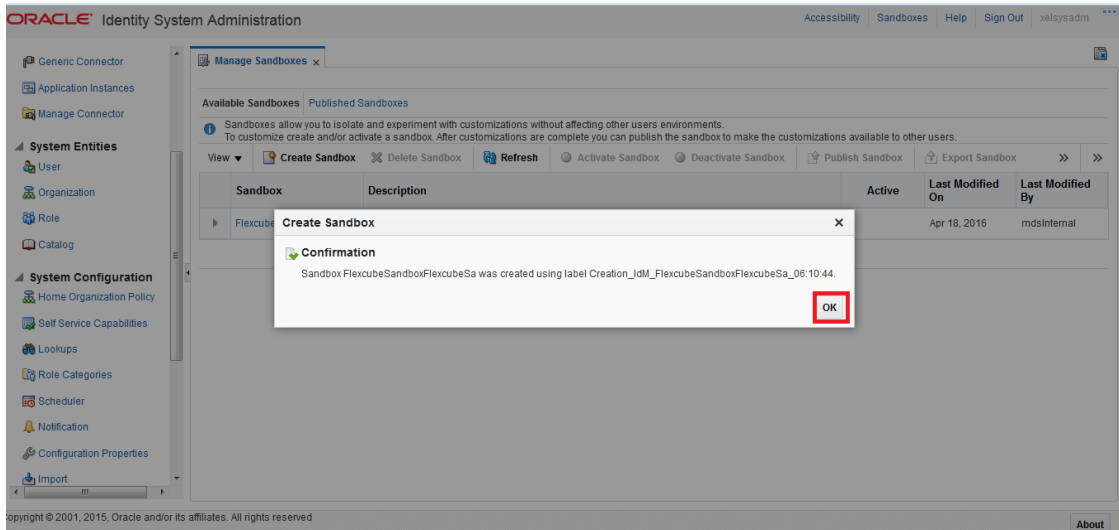 ORACLE® Identity System Administration
Accessibility Sandboxes Help Sign Out xelsysadm
Generic Connector
Application Instances
Manage Connector
System Entities
User
Organization
Role
Catalog
System Configuration
Home Organization Policy
Self Service Capabilities
Lookups
Role Categories
Scheduler
Notification
Configuration Properties
Import
Manage Sandboxes x
Available Sandboxes Published Sandboxes
Sandboxes allow you to isolate and experiment with customizations without affecting other users environments.
To customize create and/or activate a sandbox. After customizations are complete you can publish the sandbox to make the customizations available to other users.
View Create Sandbox Delete Sandbox Refresh Activate Sandbox Deactivate Sandbox Publish Sandbox Export Sandbox » »
Sandbox Description Active Last Modified On Last Modified By
Flexcube Apr 18, 2016 mdsInternal
Create Sandbox x
Confirmation
Sandbox FlexcubeSandboxFlexcubeSa was created using label Creation_IdM_FlexcubeSandboxFlexcubeSa_06:10:44.
OK
opyright © 2001, 2015, Oracle and/or its affiliates. All rights reserved
About